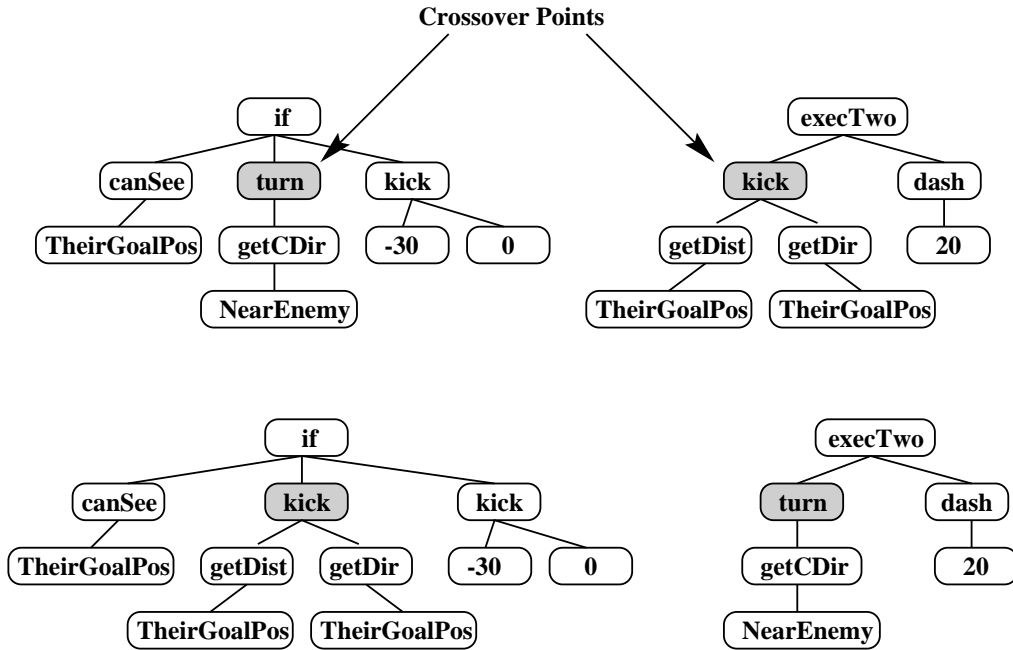 Crossover Points
if
execTwo
canSee
turn
kick
kick
dash
TheirGoalPos
getCDir
-30
0
getDist
getDir
20
NearEnemy
TheirGoalPos
TheirGoalPos
if
execTwo
canSee
kick
kick
turn
dash
TheirGoalPos
getDist
getDir
-30
0
getCDir
20
TheirGoalPos
TheirGoalPos
NearEnemy